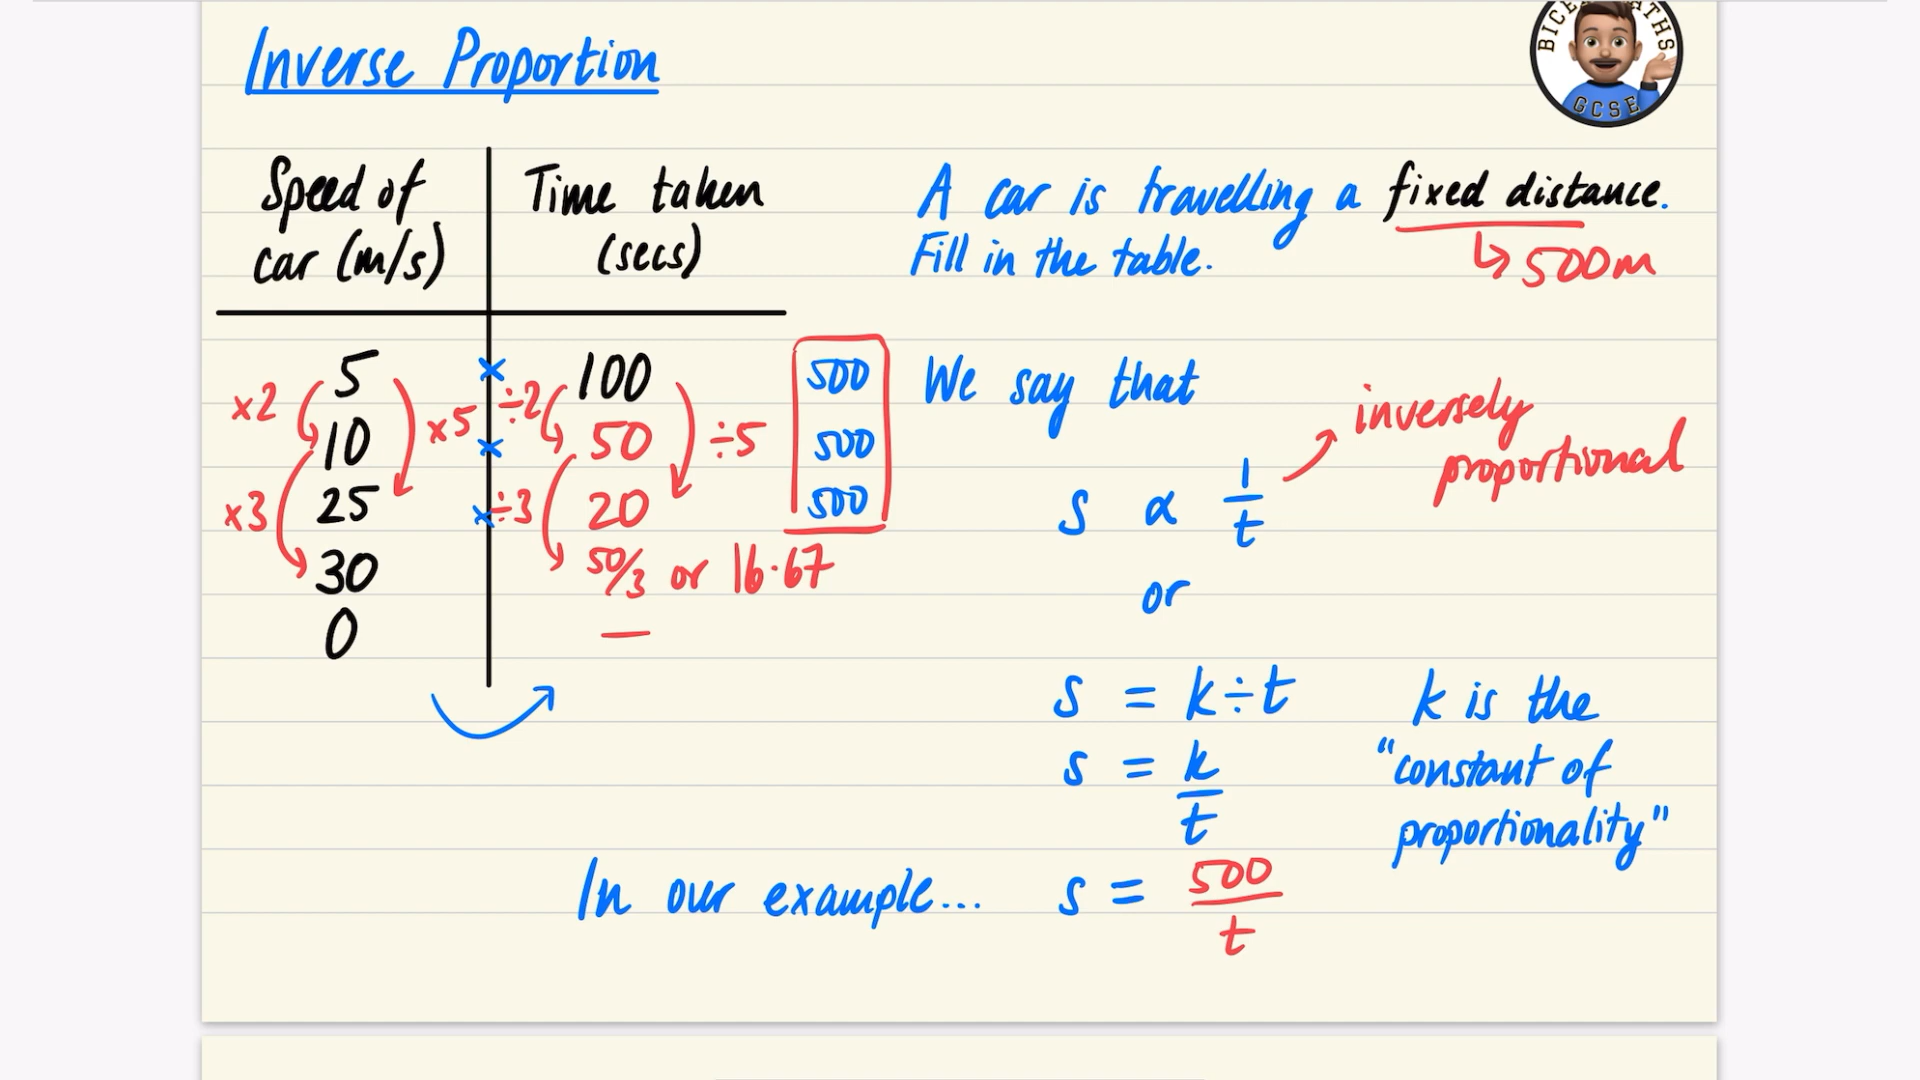 Inverse Proportion
GCSE
Speed of
car (m/s)
Time taken
(secs)
A car is travelling a fixed distance.
Fill in the table.
↳ 500m
5 × 100 500
×2 ×5 ÷2 ÷5
10 × 50 500
25 × 20 500
×3 ÷3
30 50/3 or 16·67
0 —
We say that
s ∝ 1/t
inversely
proportional
or
s = k÷t
s = k/t
k is the
"constant of
proportionality"
In our example... s = 500/t